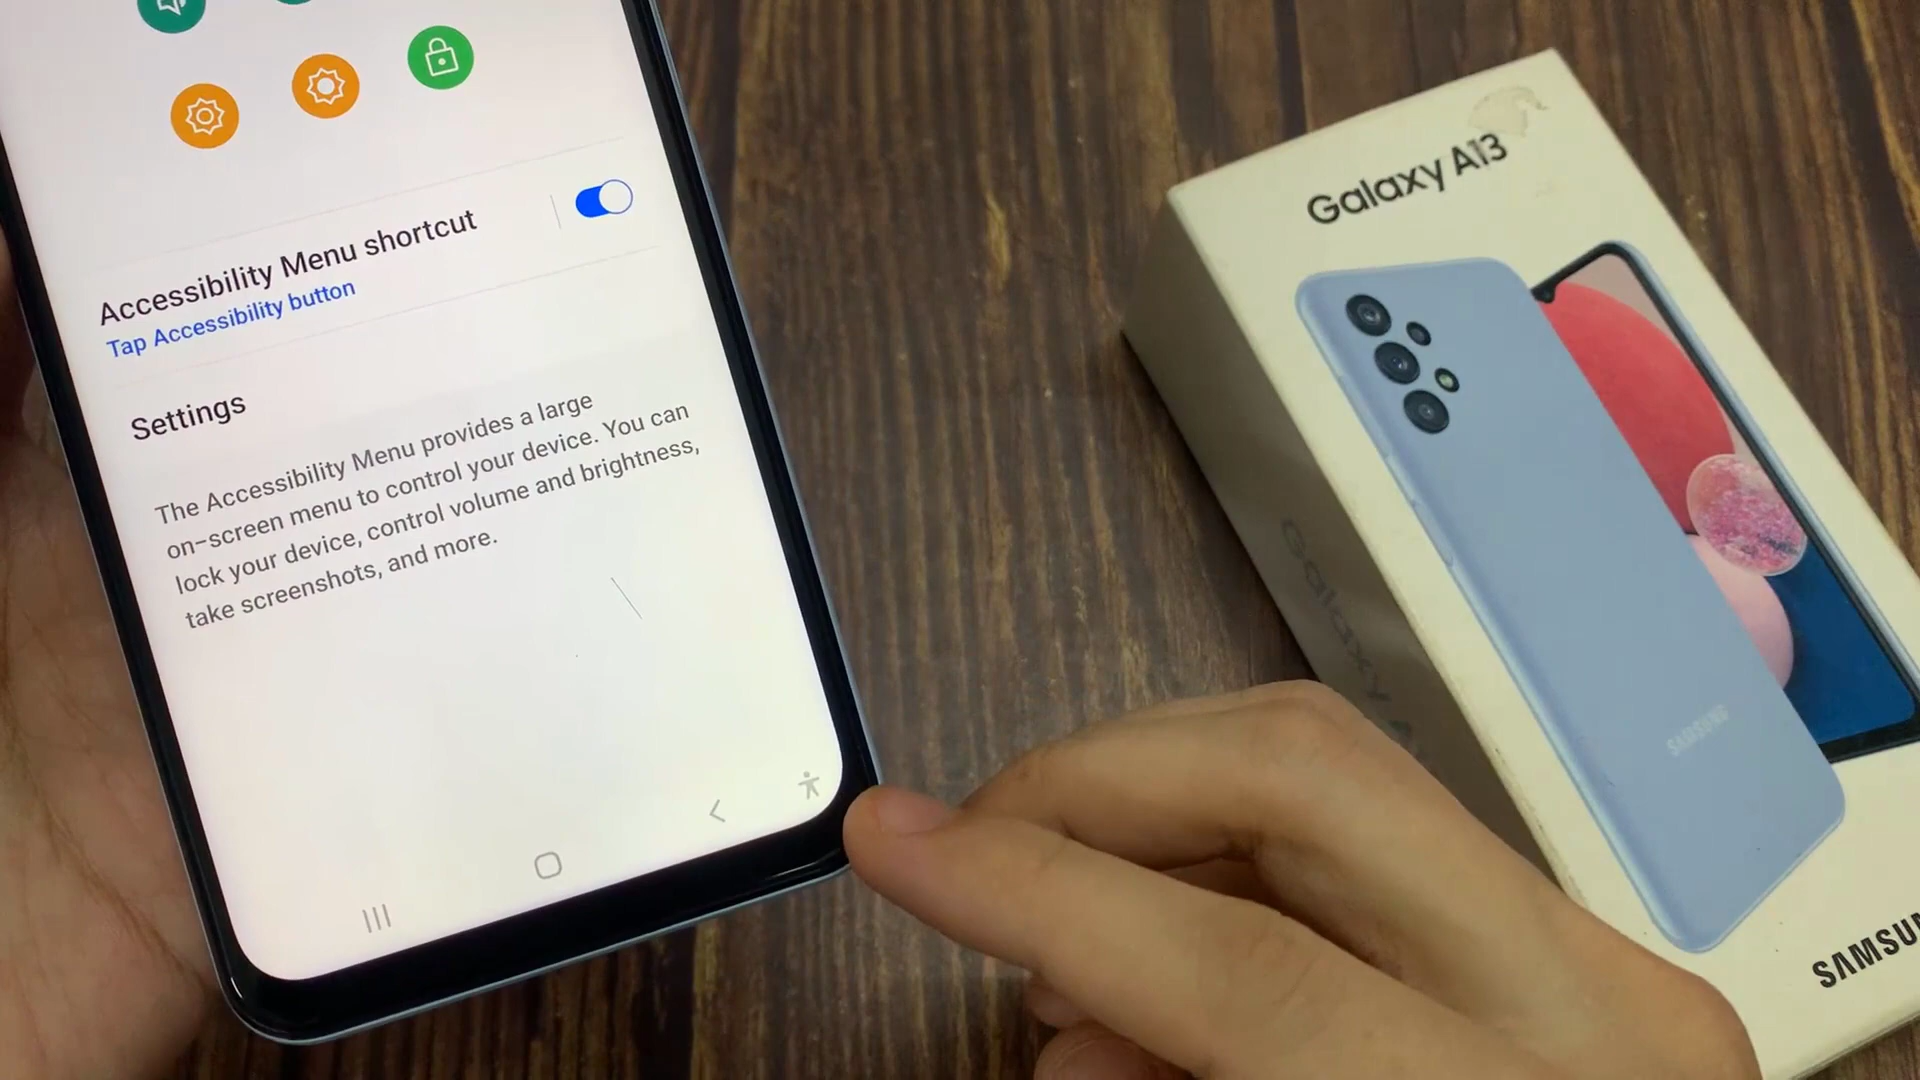 Accessibility Menu shortcut
Tap Accessibility button
Settings
The Accessibility Menu provides a large
on-screen menu to control your device. You can
lock your device, control volume and brightness,
take screenshots, and more.
Galaxy A13
SAMSUNG
Galaxy